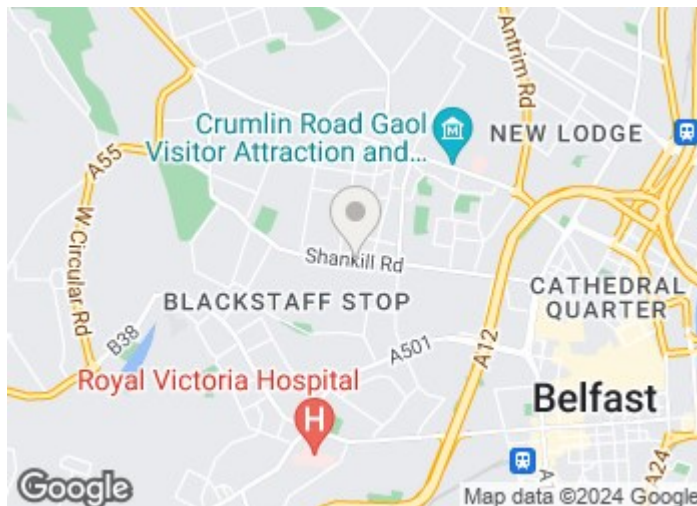 Antrim Rd
Crumlin Road Gaol
Visitor Attraction and...
NEW LODGE
A55
W Circular Rd
Shankill Rd
BLACKSTAFF STOP
CATHEDRAL
QUARTER
B38
A501
A12
Royal Victoria Hospital
H
Belfast
A24
A1
Google
Map data ©2024 Google